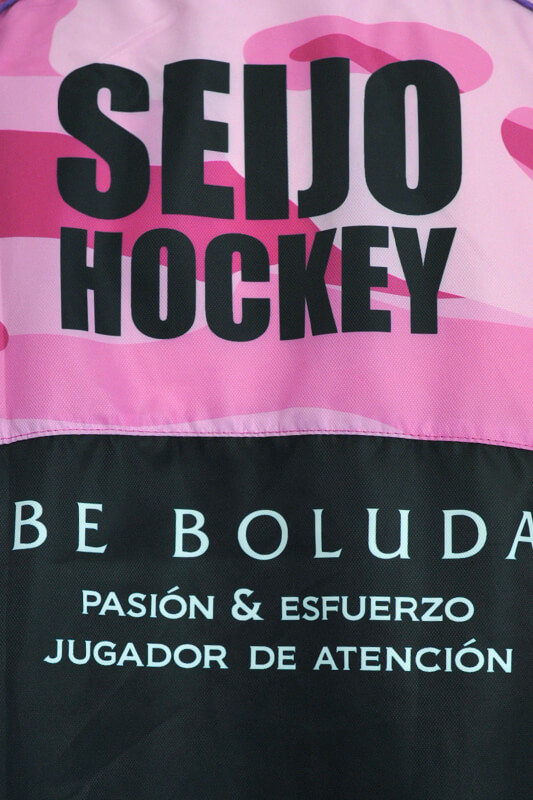 SEIJO
HOCKEY
BE BOLUDA
PASIÓN & ESFUERZO
JUGADOR DE ATENCIÓN